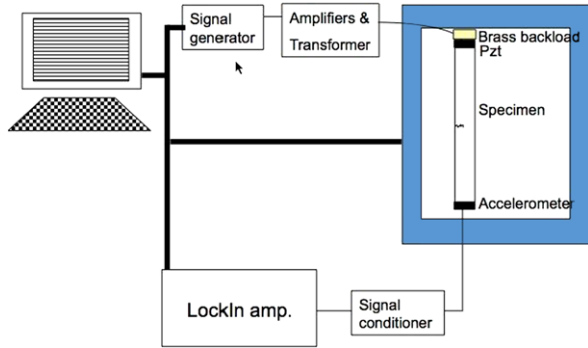 Signal
generator
Amplifiers &
Transformer
Brass backload
Pzt
Specimen
Accelerometer
LockIn amp.
Signal
conditioner